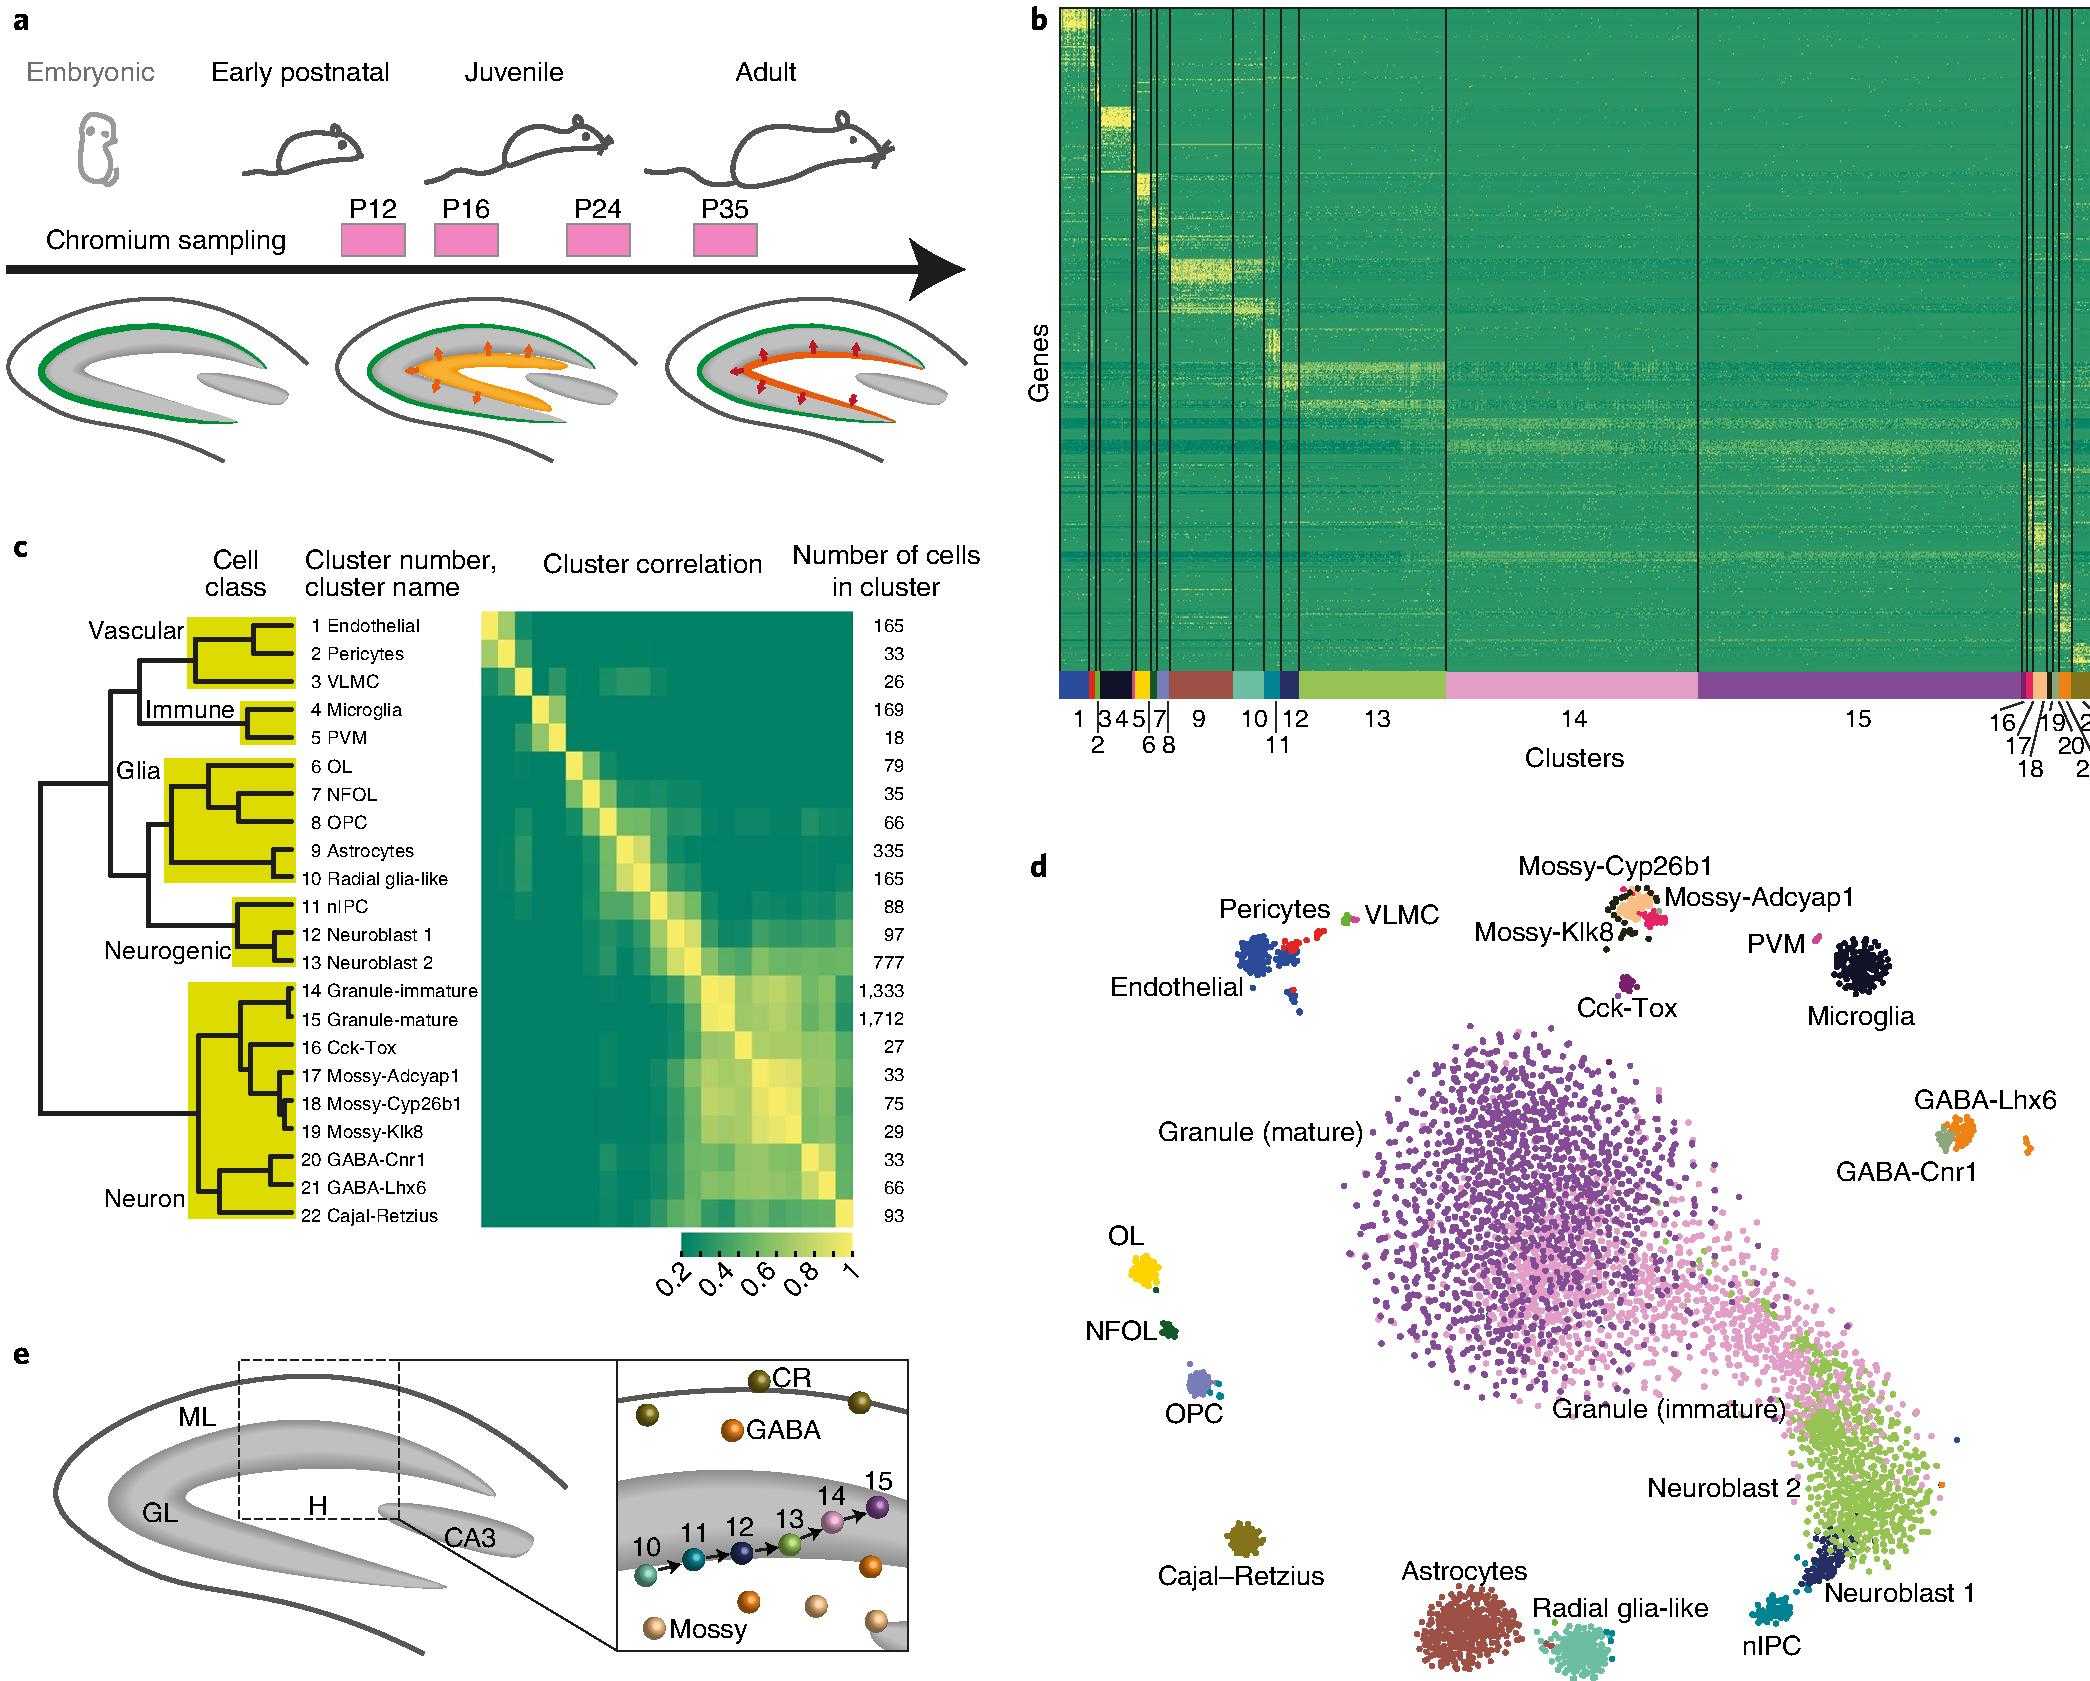 a
Embryonic
Early postnatal
Juvenile
Adult
P12
P16
P24
P35
Chromium sampling
b
Genes
1
2
3
4
5
6
7
8
9
10
11
12
13
14
15
16
17
18
19
20
Clusters
c
Cell class
Cluster number, cluster name
Cluster correlation
Number of cells in cluster
Vascular
Immune
Glia
Neurogenic
Neuron
1 Endothelial 165
2 Pericytes 33
3 VLMC 26
4 Microglia 169
5 PVM 18
6 OL 79
7 NFOL 35
8 OPC 66
9 Astrocytes 335
10 Radial glia-like 165
11 nIPC 88
12 Neuroblast 1 97
13 Neuroblast 2 777
14 Granule-immature 1,333
15 Granule-mature 1,712
16 Cck-Tox 27
17 Mossy-Adcyap1 33
18 Mossy-Cyp26b1 75
19 Mossy-Klk8 29
20 GABA-Cnr1 33
21 GABA-Lhx6 66
22 Cajal-Retzius 93
0.2
0.4
0.6
0.8
1
d
Mossy-Cyp26b1
Mossy-Adcyap1
Mossy-Klk8
Pericytes
VLMC
Endothelial
PVM
Cck-Tox
Microglia
Granule (mature)
GABA-Lhx6
GABA-Cnr1
OL
NFOL
OPC
Granule (immature)
Neuroblast 2
Cajal–Retzius
Astrocytes
Radial glia-like
Neuroblast 1
nIPC
e
ML
GL
H
CA3
CR
GABA
10
11
12
13
14
15
Mossy